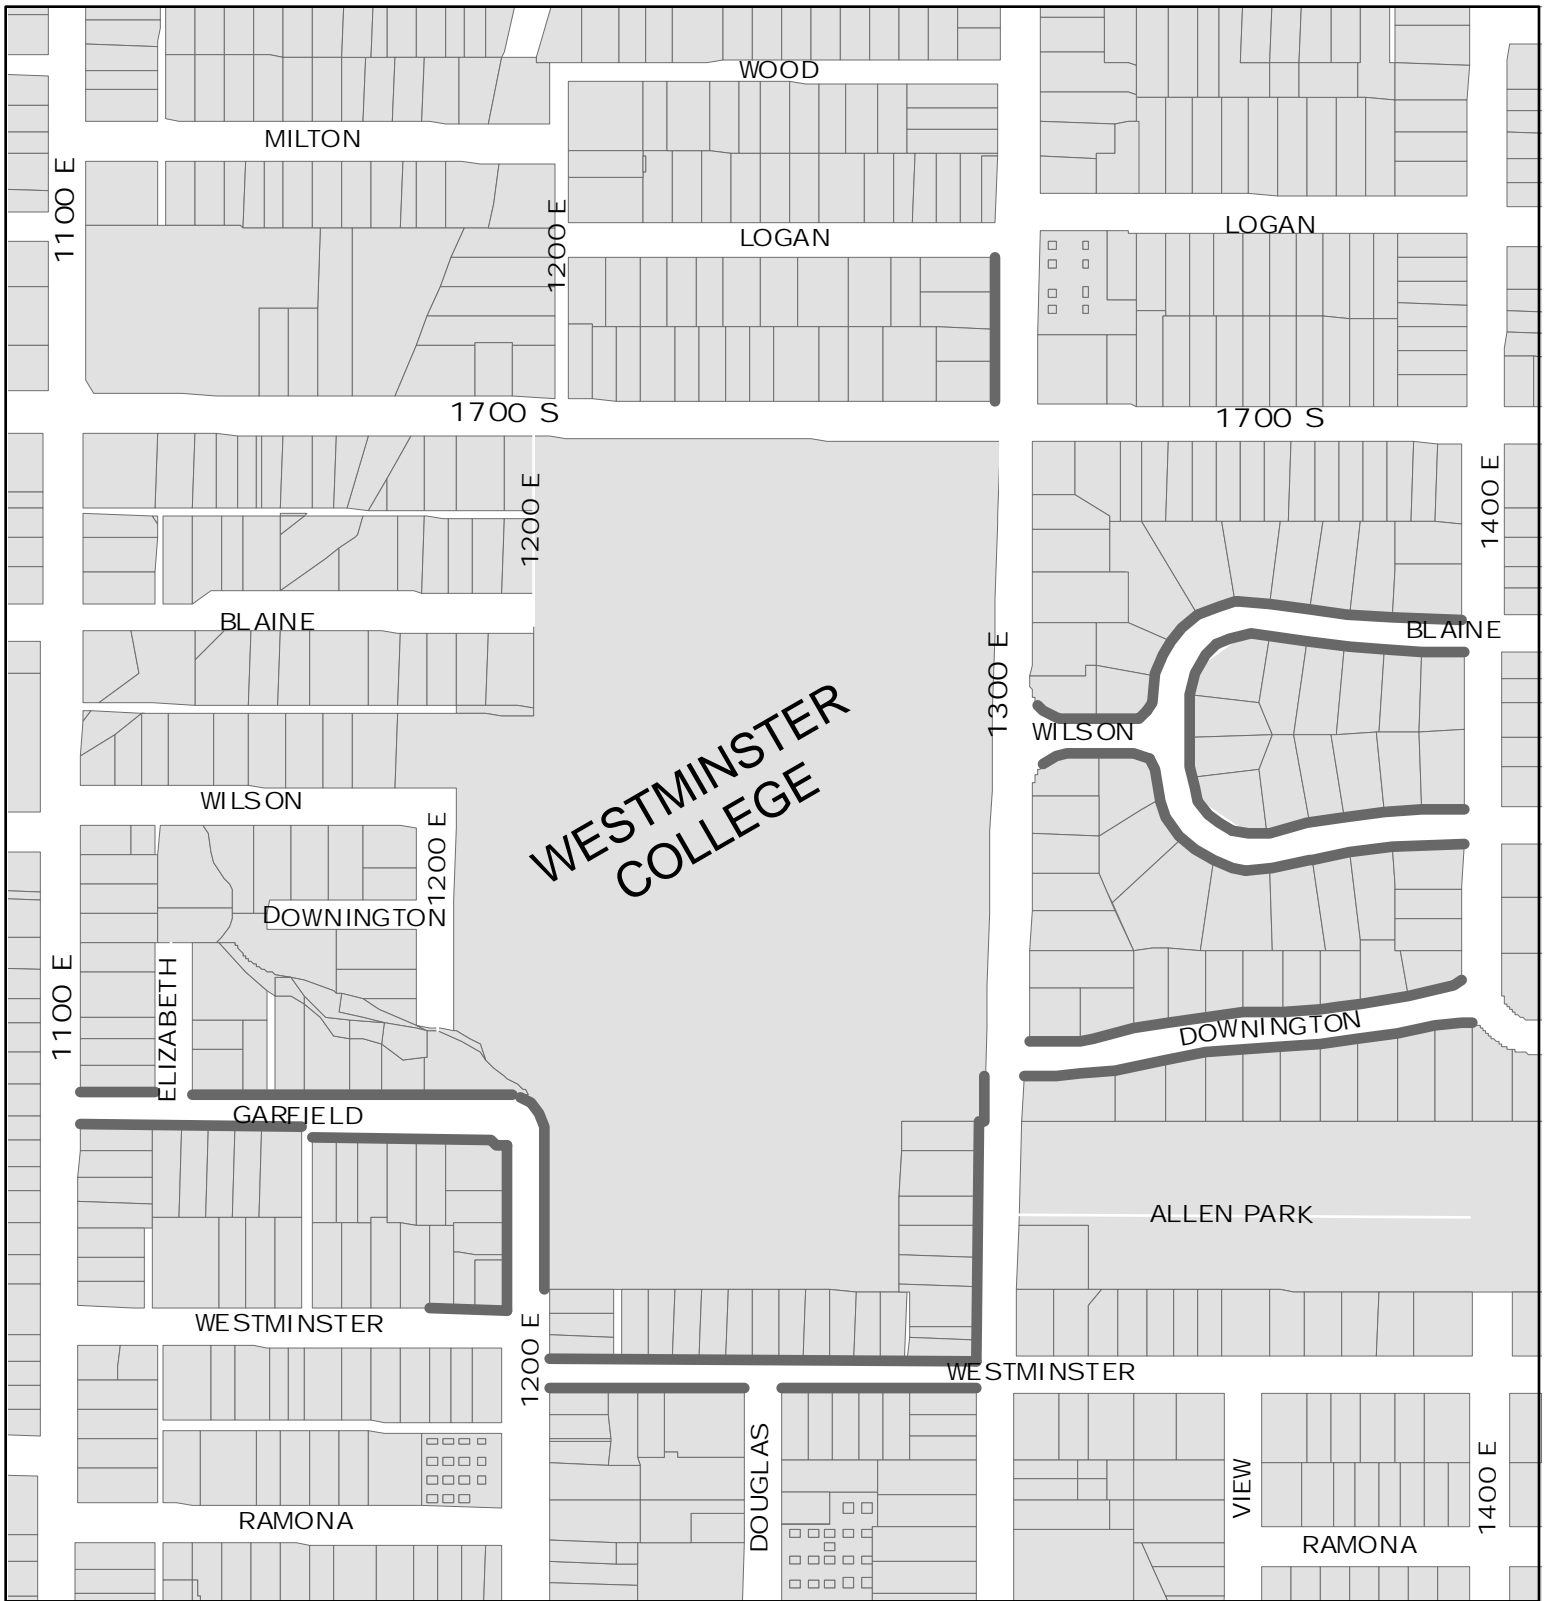 WOOD
MILTON
1100 E
1200 E
LOGAN
LOGAN
1700 S
1700 S
1200 E
1400 E
BLAINE
BLAINE
1300 E
WILSON
WESTMINSTER
COLLEGE
WILSON
1200 E
DOWNINGTON
1100 E
ELIZABETH
DOWNINGTON
GARFIELD
ALLEN PARK
WESTMINSTER
1200 E
WESTMINSTER
DOUGLAS
VIEW
1400 E
RAMONA
RAMONA